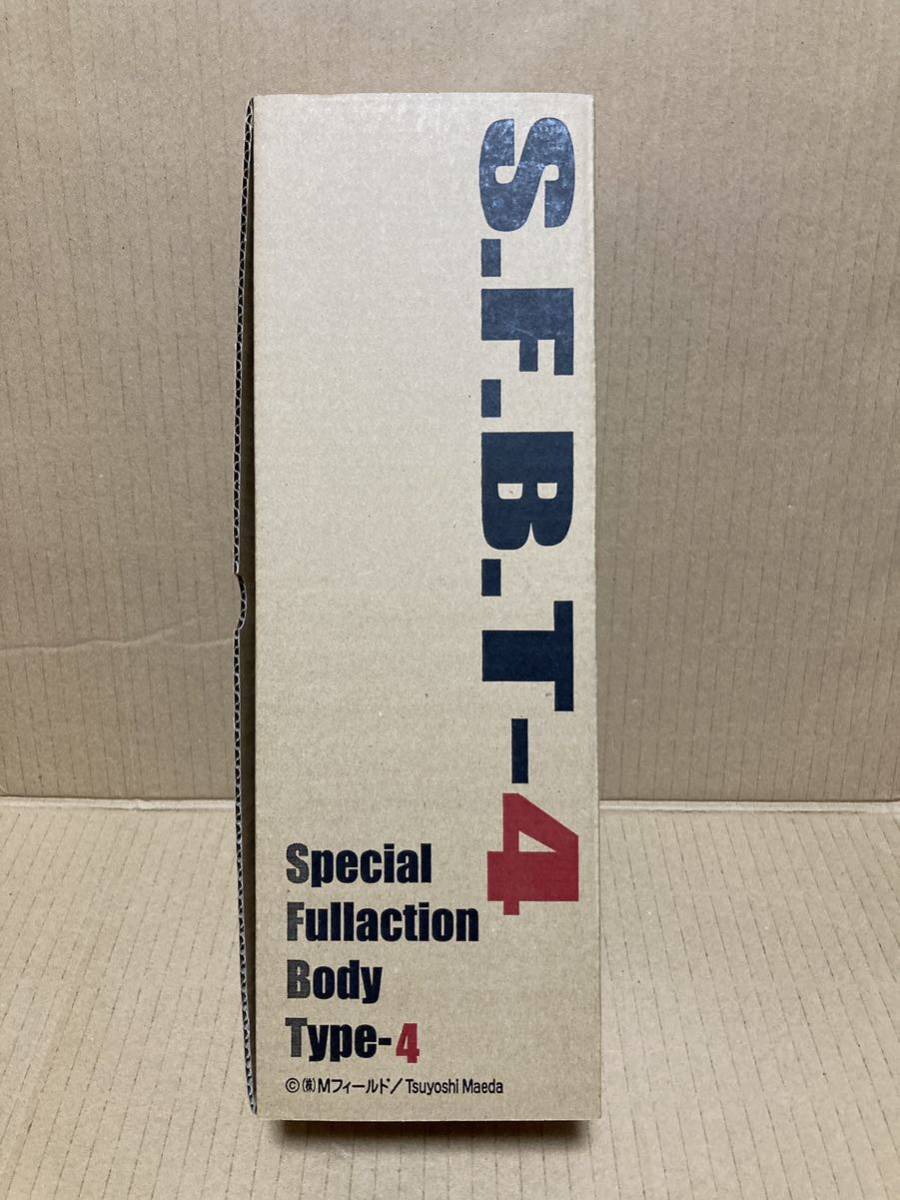 S.F.B.T-4
Special
Fullaction
Body
Type-4
©㈱Mフィールド/Tsuyoshi Maeda